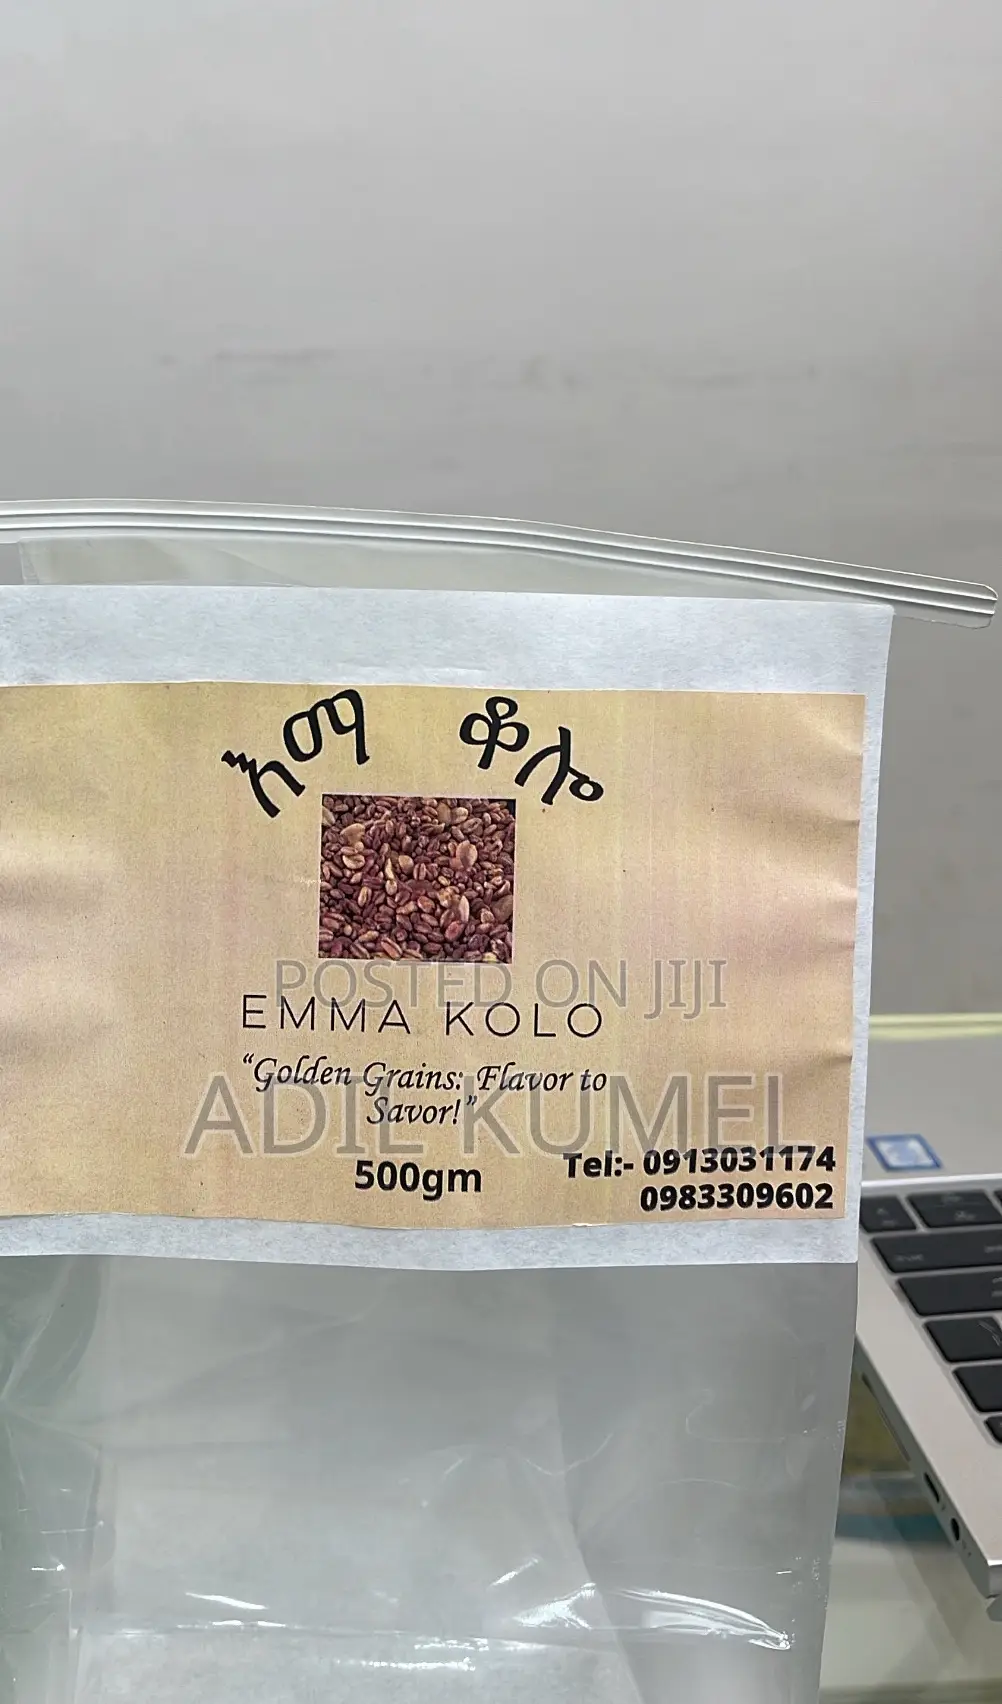 እማ ቆሎ
POSTED ON JIJI
EMMA KOLO
“Golden Grains: Flavor to
Savor!”
ADIL KUMEL
500gm
Tel:- 0913031174
0983309602